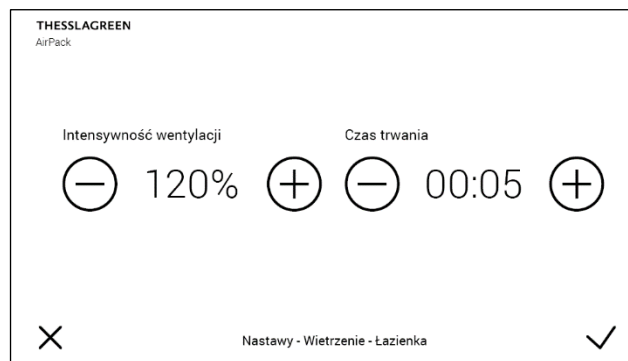 THESSLAGREEN
AirPack
Intensywność wentylacji
Czas trwania
120%
00:05
Nastawy - Wietrzenie - Łazienka